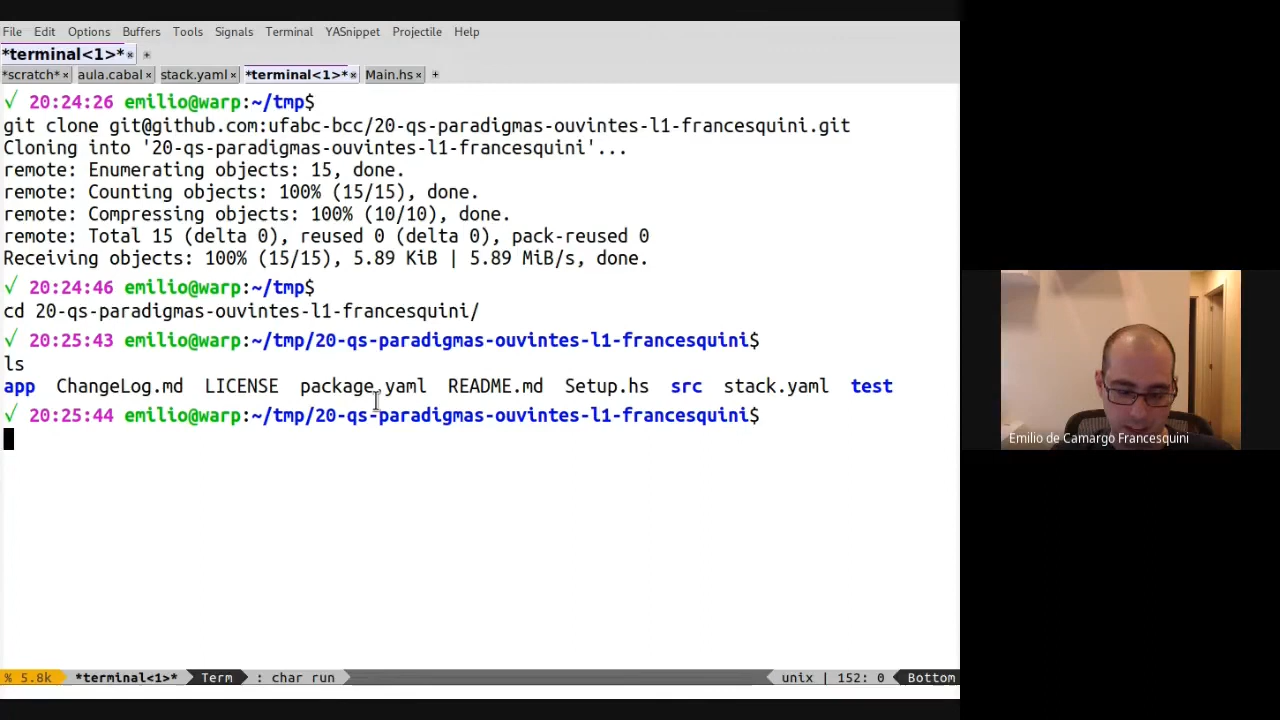 File Edit Options Buffers Tools Signals Terminal YASnippet Projectile Help
*terminal<1>*
*scratch* aula.cabal stack.yaml *terminal<1>* Main.hs
√ 20:24:26 emilio@warp:~/tmp$
git clone git@github.com:ufabc-bcc/20-qs-paradigmas-ouvintes-l1-francesquini.git
Cloning into '20-qs-paradigmas-ouvintes-l1-francesquini'...
remote: Enumerating objects: 15, done.
remote: Counting objects: 100% (15/15), done.
remote: Compressing objects: 100% (10/10), done.
remote: Total 15 (delta 0), reused 0 (delta 0), pack-reused 0
Receiving objects: 100% (15/15), 5.89 KiB | 5.89 MiB/s, done.
√ 20:24:46 emilio@warp:~/tmp$
cd 20-qs-paradigmas-ouvintes-l1-francesquini/
√ 20:25:43 emilio@warp:~/tmp/20-qs-paradigmas-ouvintes-l1-francesquini$
ls
app ChangeLog.md LICENSE package.yaml README.md Setup.hs src stack.yaml test
√ 20:25:44 emilio@warp:~/tmp/20-qs-paradigmas-ouvintes-l1-francesquini$
Emilio de Camargo Francesquini
% 5.8k *terminal<1>* Term : char run unix | 152: 0 Bottom